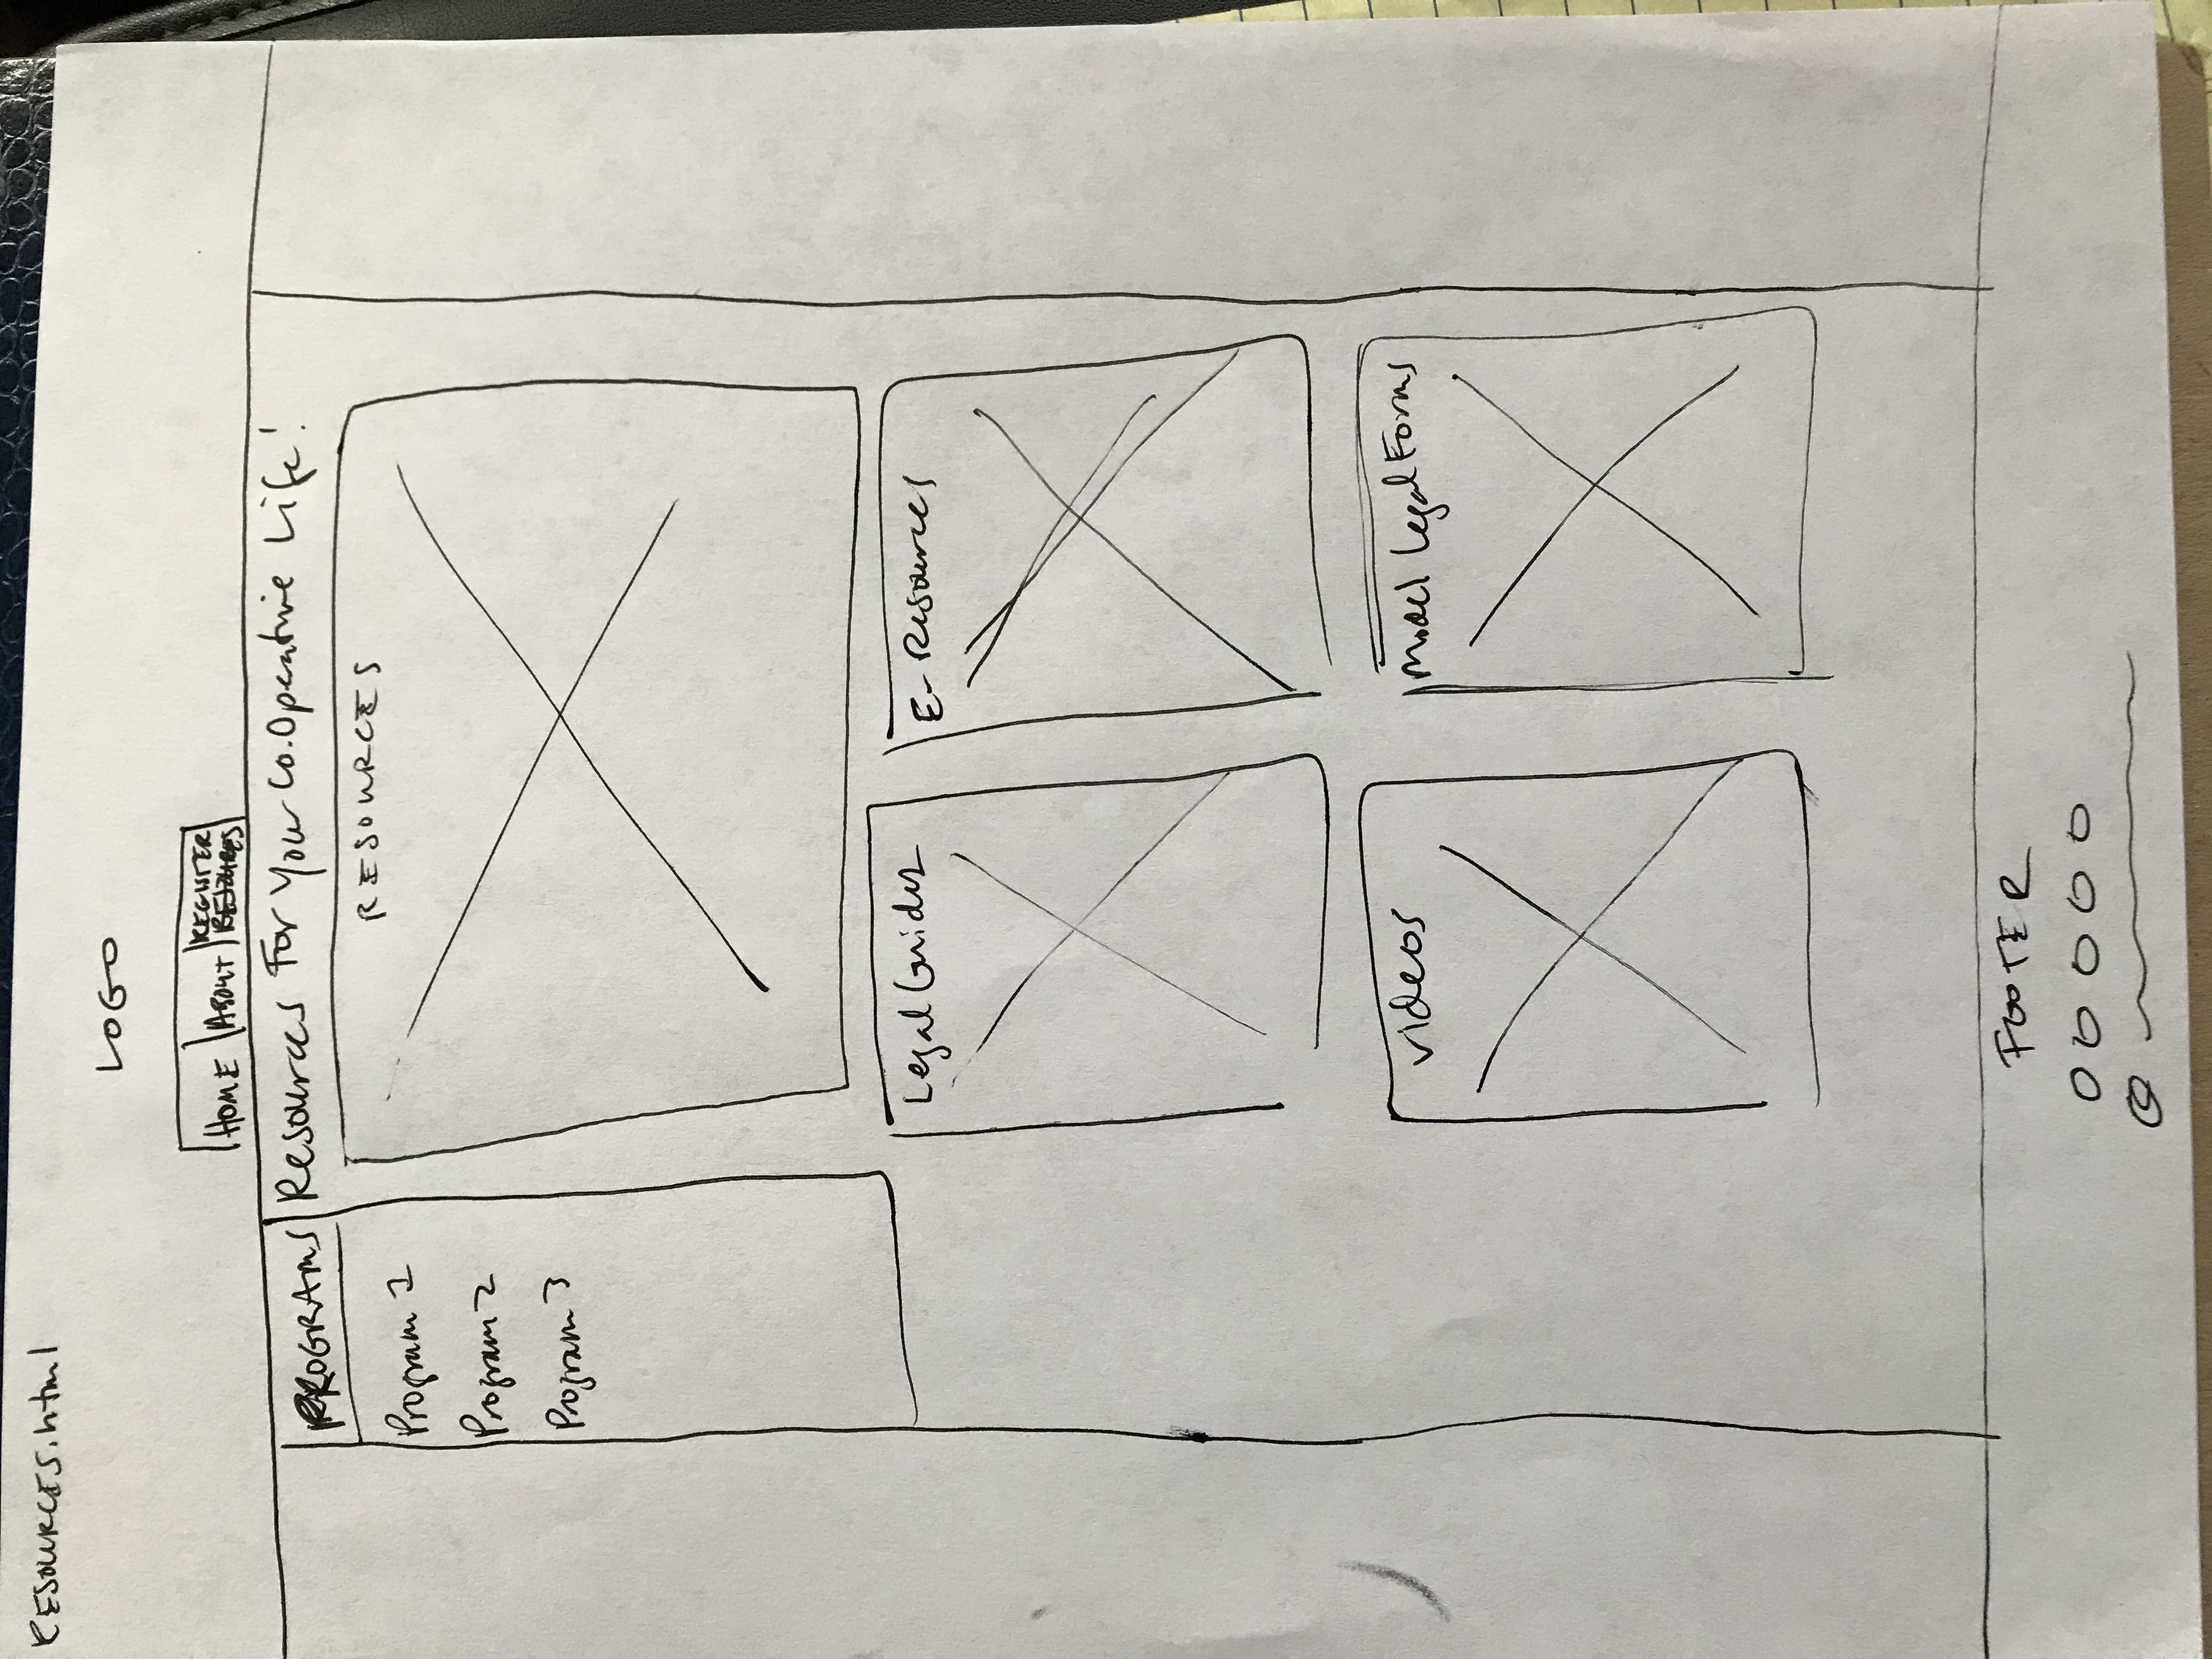 RESOURCES.html
LOGO
HOME
ABOUT
REGISTER
PROGRAMS
Resources For Your Co.Operative Life!
Program 1
Program 2
Program 3
RESOURCES
Legal Guides
E-Resources
Videos
Model Legal Forms
FOOTER
©